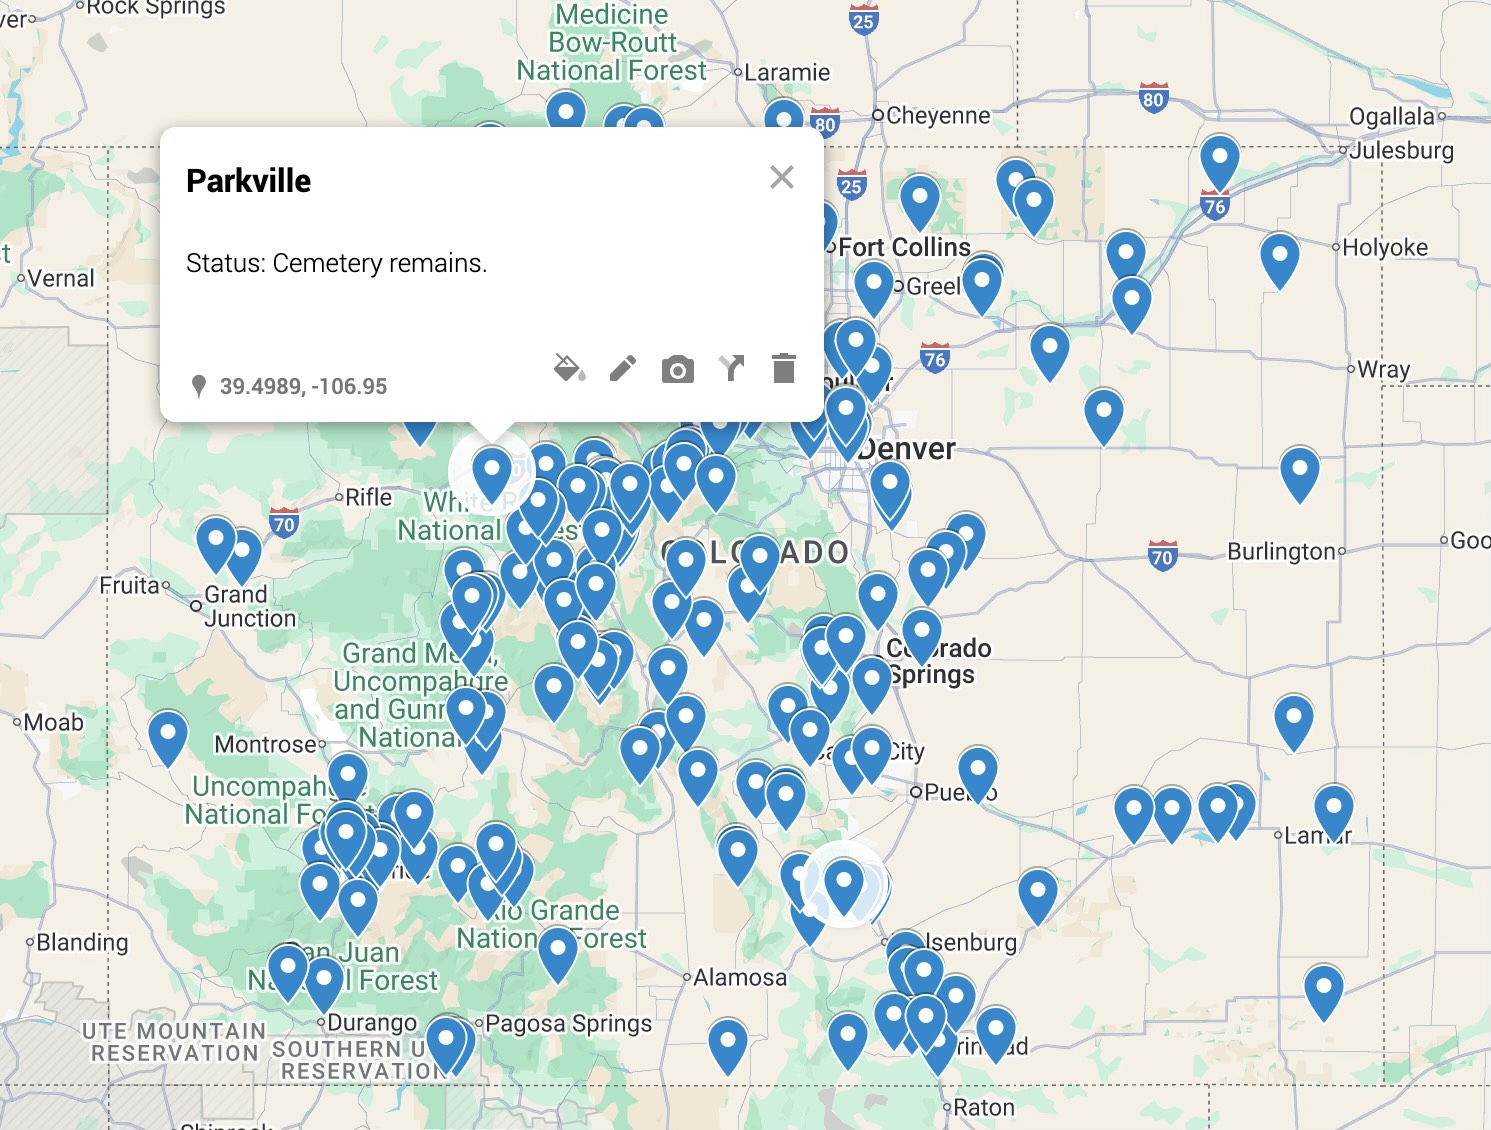 Rock Springs
Medicine
Bow-Routt
National Forest
25
Laramie
80
80
Cheyenne
Ogallala
Julesburg
Parkville
25
76
Fort Collins
Holyoke
Vernal
Status: Cemetery remains.
Greel
76
Wray
39.4989, -106.95
Denver
Rifle
White R
National
est
70
COLORADO
70
Burlington
Goo
Fruita
Grand
Junction
Colorado
Springs
Grand Mesa,
Uncompahgre
and Gunn
National
Moab
Montrose
City
Uncompahg e
National Fo
Pueblo
Lamar
Rio Grande
National Forest
Blanding
San Juan
National Forest
lsenburg
Alamosa
Durango
Pagosa Springs
UTE MOUNTAIN
RESERVATION
SOUTHERN U
RESERVATION
Trinidad
Raton